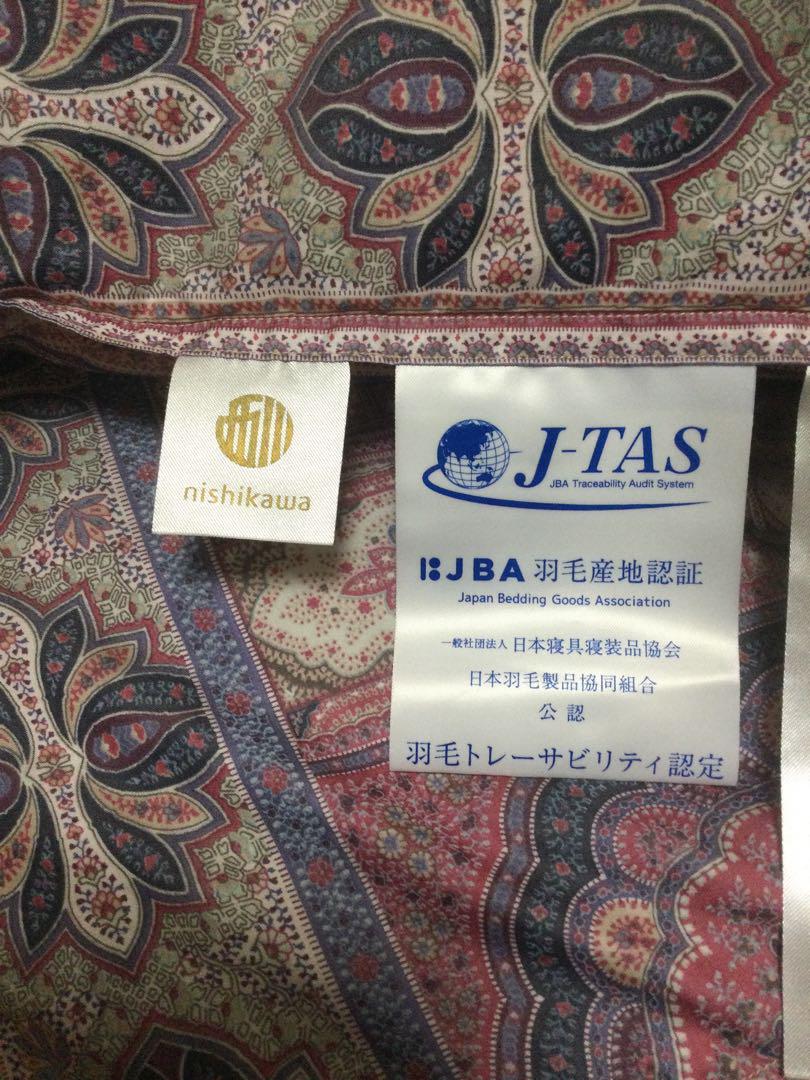 西川
nishikawa
J-TAS
JBA Traceability Audit System
JBA 羽毛産地認証
Japan Bedding Goods Association
一般社団法人 日本寝具寝装品協会
日本羽毛製品協同組合
公認
羽毛トレーサビリティ認定